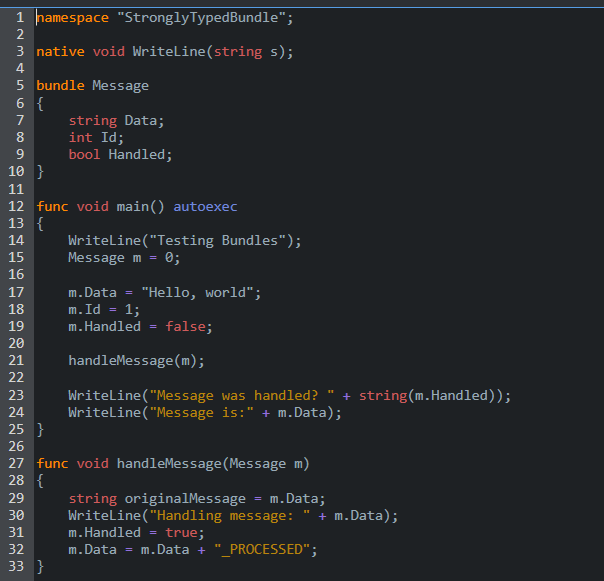 1 namespace "StronglyTypedBundle";
2
3 native void WriteLine(string s);
4
5 bundle Message
6 {
7     string Data;
8     int Id;
9     bool Handled;
10 }
11
12 func void main() autoexec
13 {
14     WriteLine("Testing Bundles");
15     Message m = 0;
16
17     m.Data = "Hello, world";
18     m.Id = 1;
19     m.Handled = false;
20
21     handleMessage(m);
22
23     WriteLine("Message was handled? " + string(m.Handled));
24     WriteLine("Message is:" + m.Data);
25 }
26
27 func void handleMessage(Message m)
28 {
29     string originalMessage = m.Data;
30     WriteLine("Handling message: " + m.Data);
31     m.Handled = true;
32     m.Data = m.Data + "_PROCESSED";
33 }